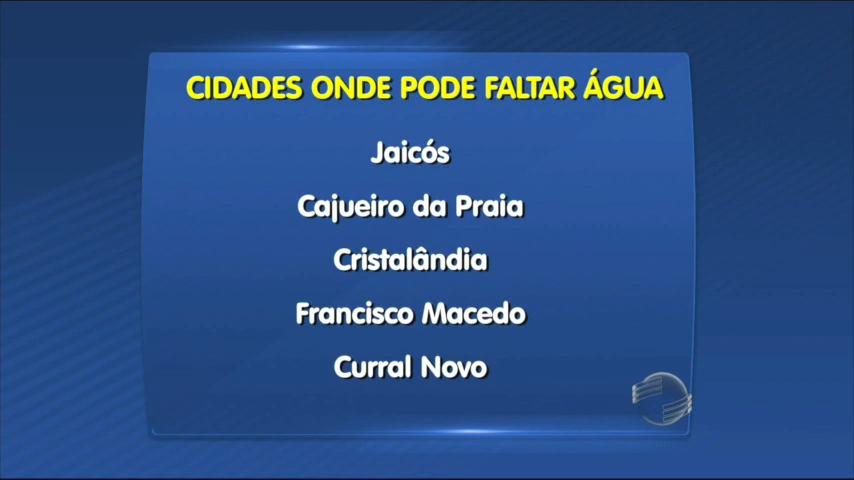 CIDADES ONDE PODE FALTAR ÁGUA
Jaicós
Cajueiro da Praia
Cristalândia
Francisco Macedo
Curral Novo